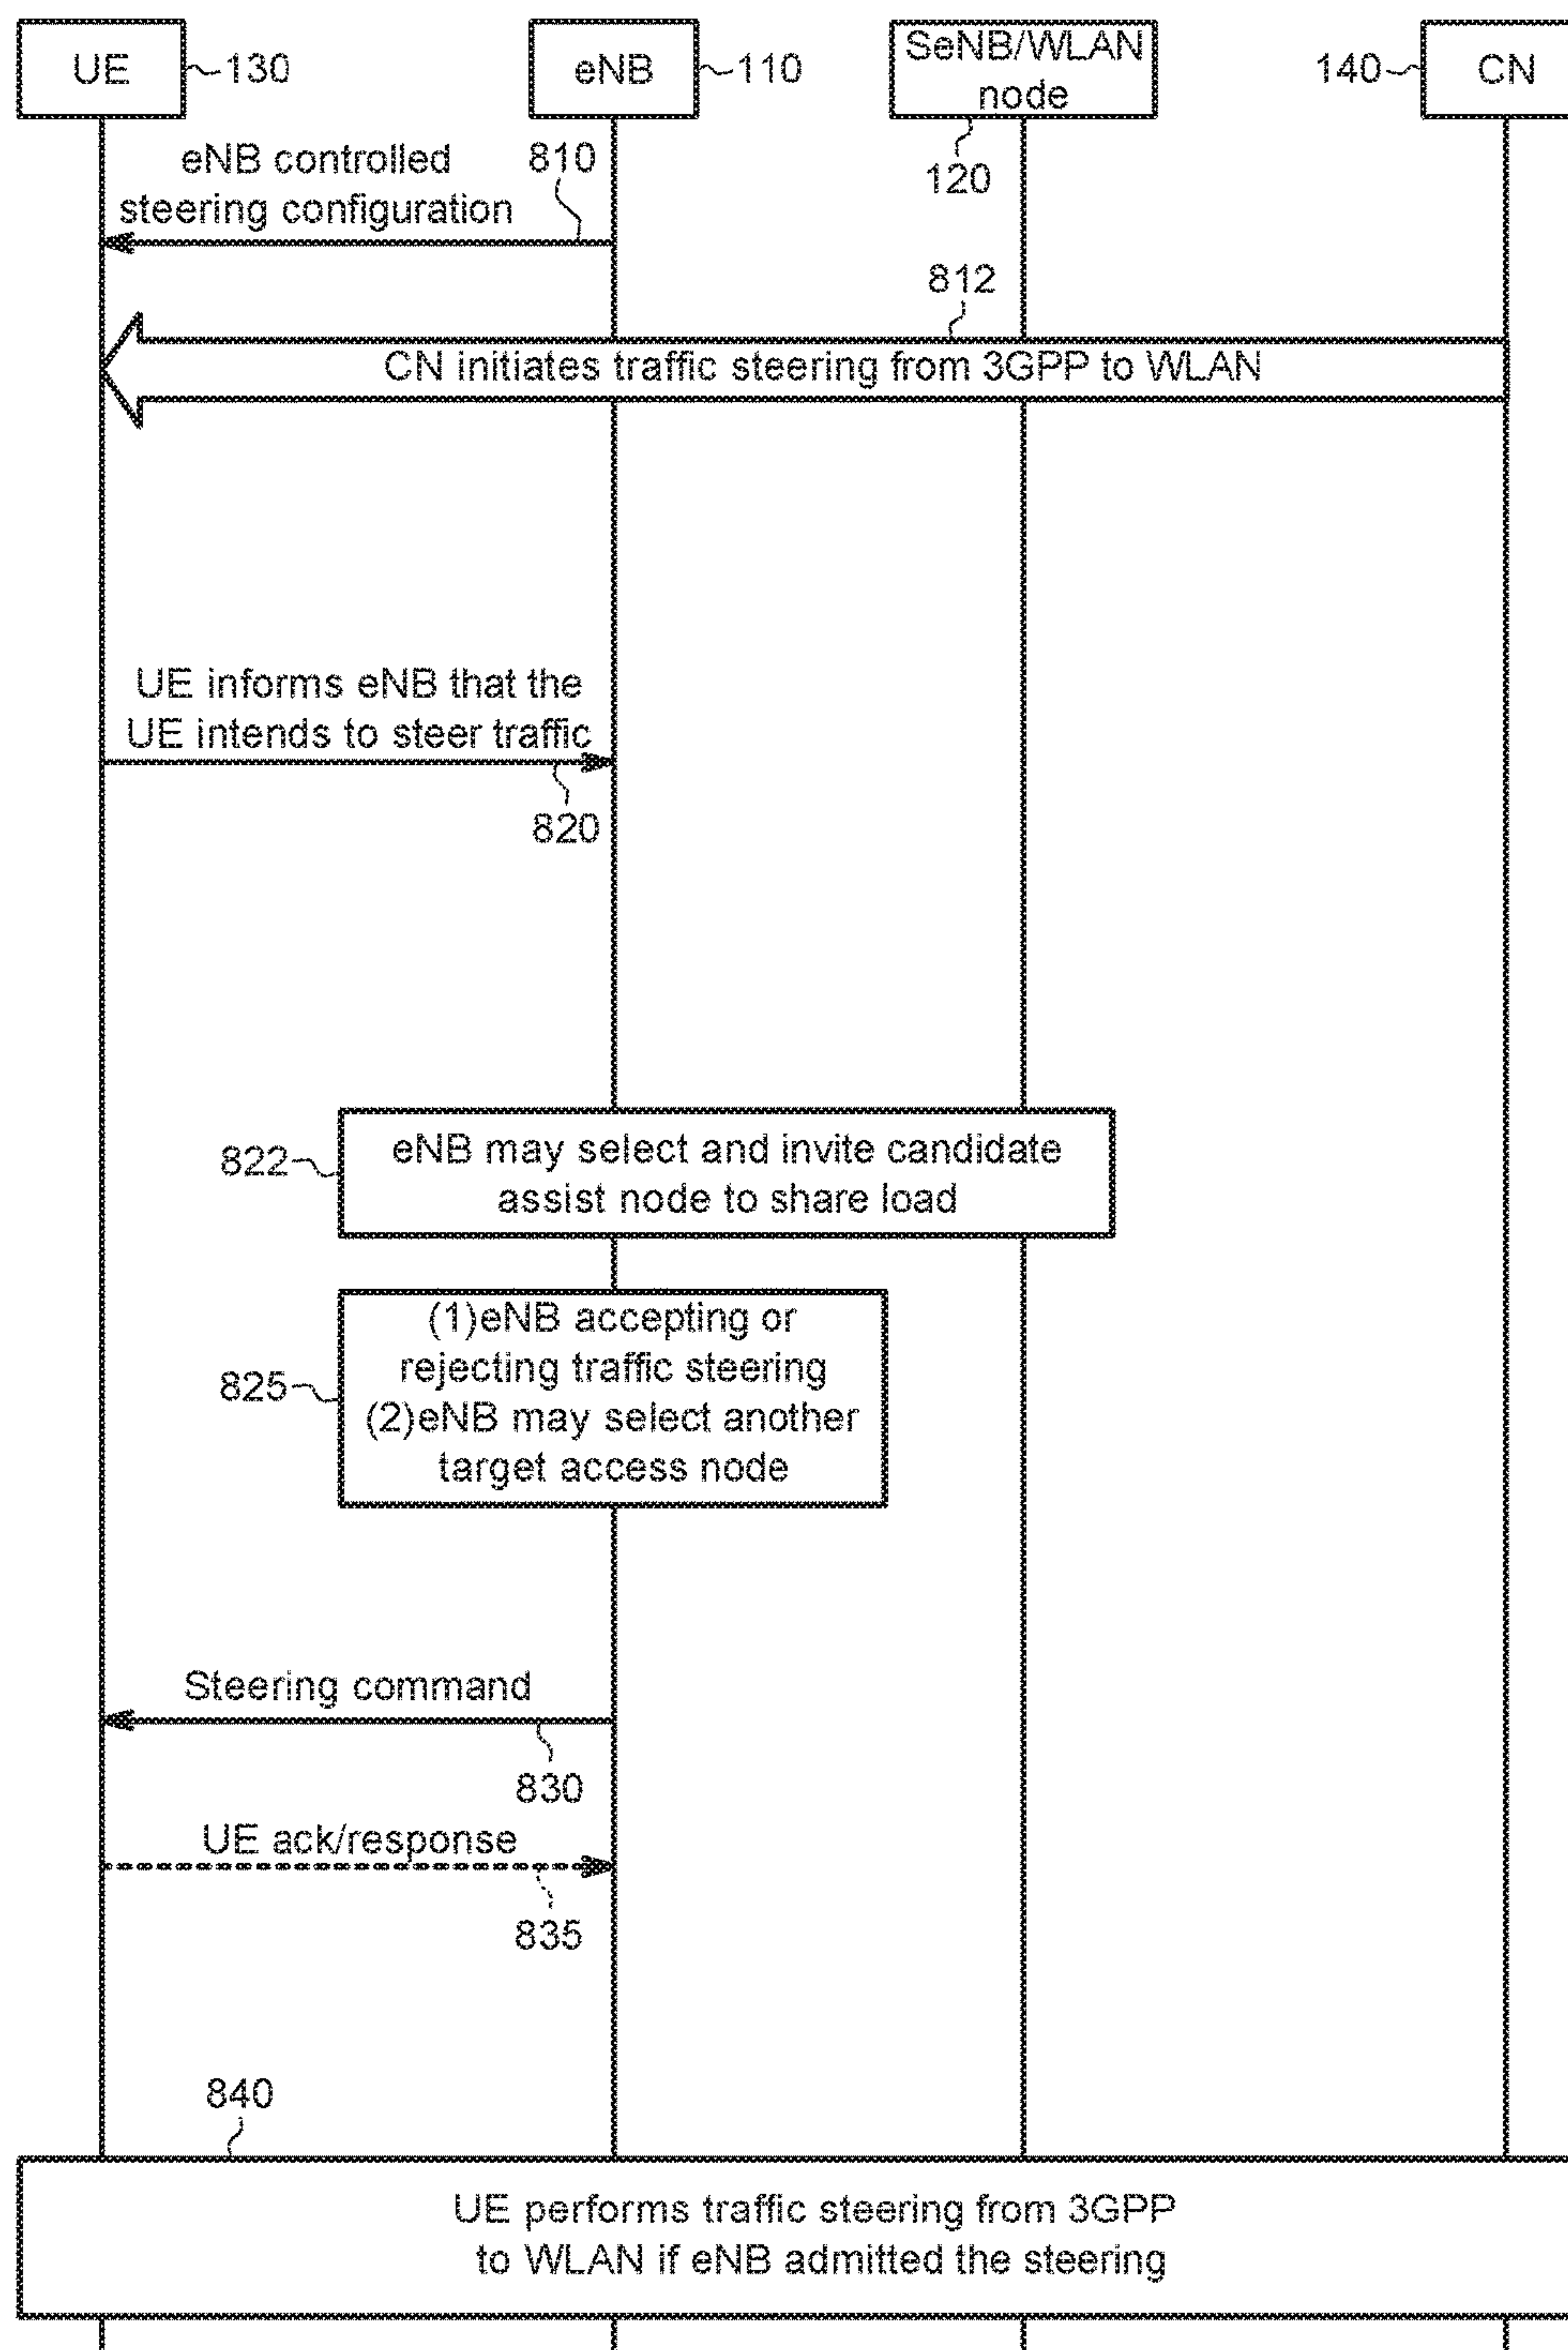 UE
130
eNB
110
SeNB/WLAN
node
120
140
CN
eNB controlled
steering configuration
810
812
CN initiates traffic steering from 3GPP to WLAN
UE informs eNB that the
UE intends to steer traffic
820
822
eNB may select and invite candidate
assist node to share load
825
(1)eNB accepting or
rejecting traffic steering
(2)eNB may select another
target access node
Steering command
830
UE ack/response
835
840
UE performs traffic steering from 3GPP
to WLAN if eNB admitted the steering